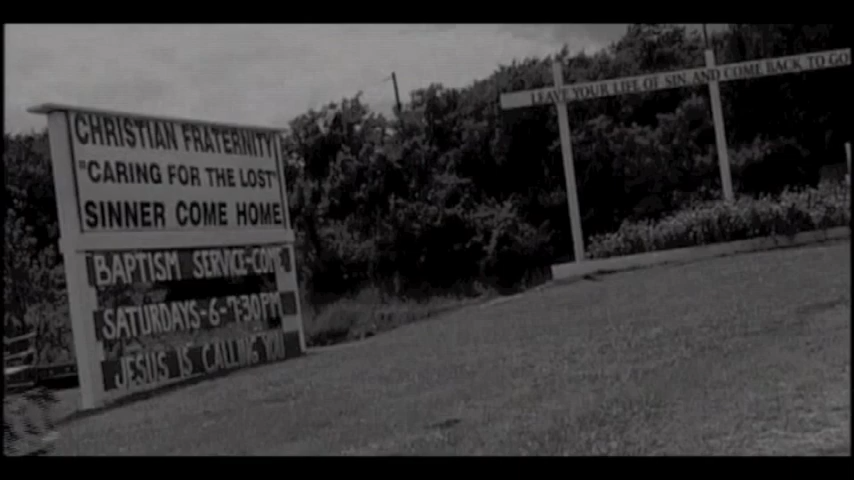 CHRISTIAN FRATERNITY
"CARING FOR THE LOST"
SINNER COME HOME
BAPTISM SERVICE-COME
SATURDAYS-6-7:30PM
JESUS IS CALLING YOU
LEAVE YOUR LIFE OF SIN AND COME BACK TO GO